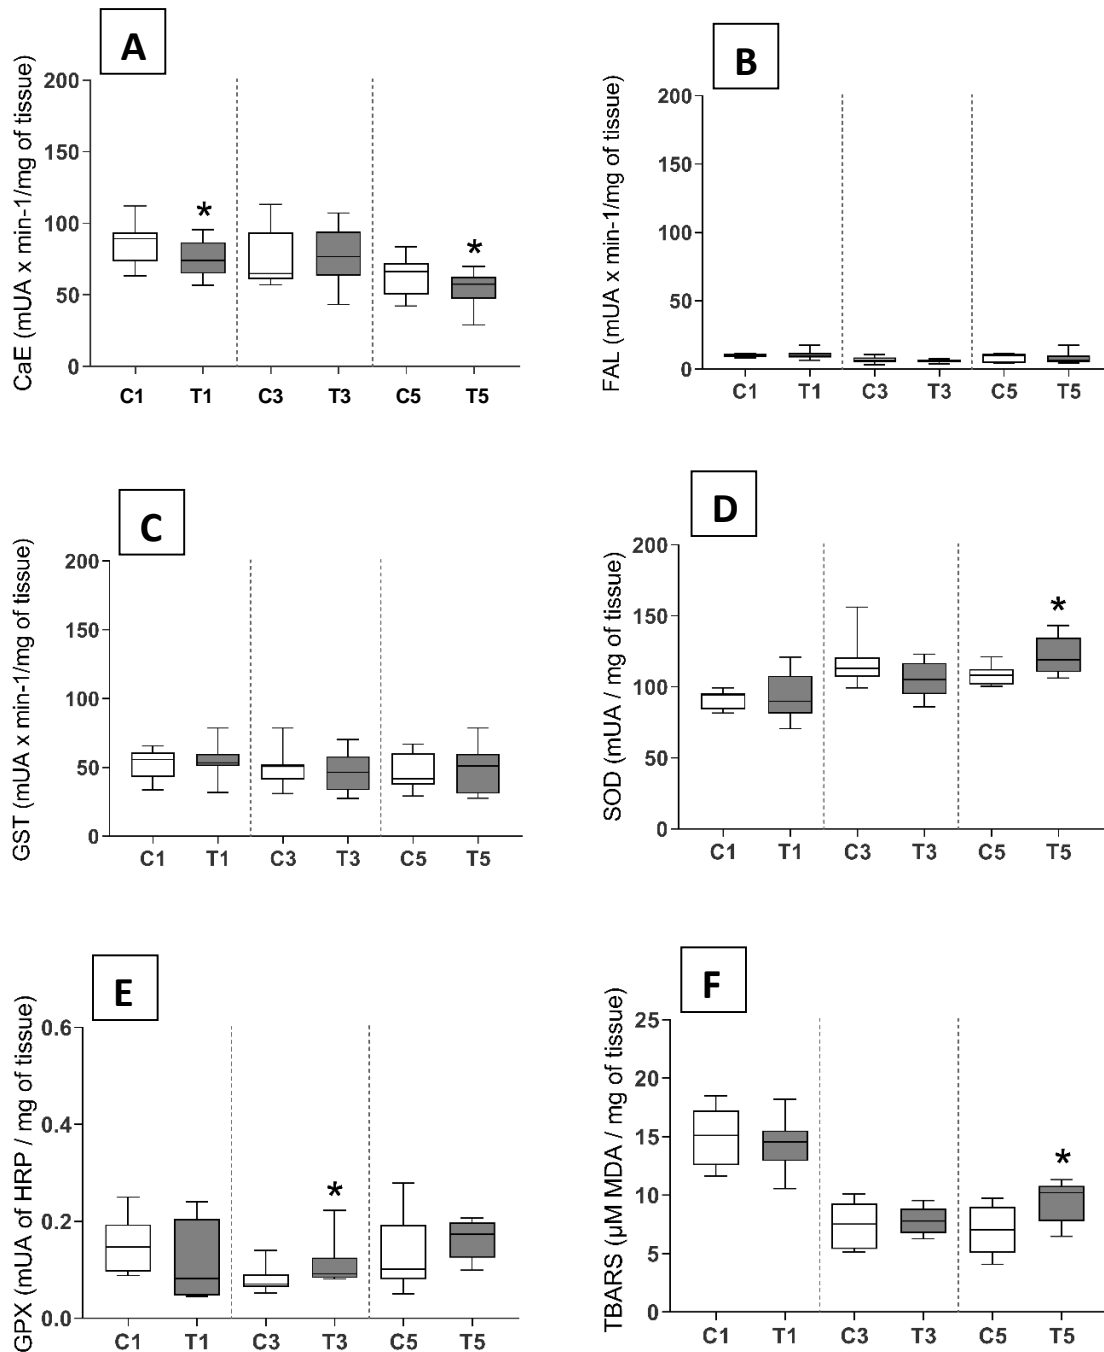 A
CaE (mUA x min-1/mg of tissue)
200
150
100
50
0
*
*
C1 T1 C3 T3 C5 T5
B
FAL (mUA x min-1/mg of tissue)
200
150
100
50
0
C1 T1 C3 T3 C5 T5
C
GST (mUA x min-1/mg of tissue)
200
150
100
50
0
C1 T1 C3 T3 C5 T5
D
SOD (mUA / mg of tissue)
200
150
100
50
0
*
C1 T1 C3 T3 C5 T5
E
GPX (mUA of HRP / mg of tissue)
0.6
0.4
0.2
0.0
*
C1 T1 C3 T3 C5 T5
F
TBARS (µM MDA / mg of tissue)
25
20
15
10
5
0
*
C1 T1 C3 T3 C5 T5